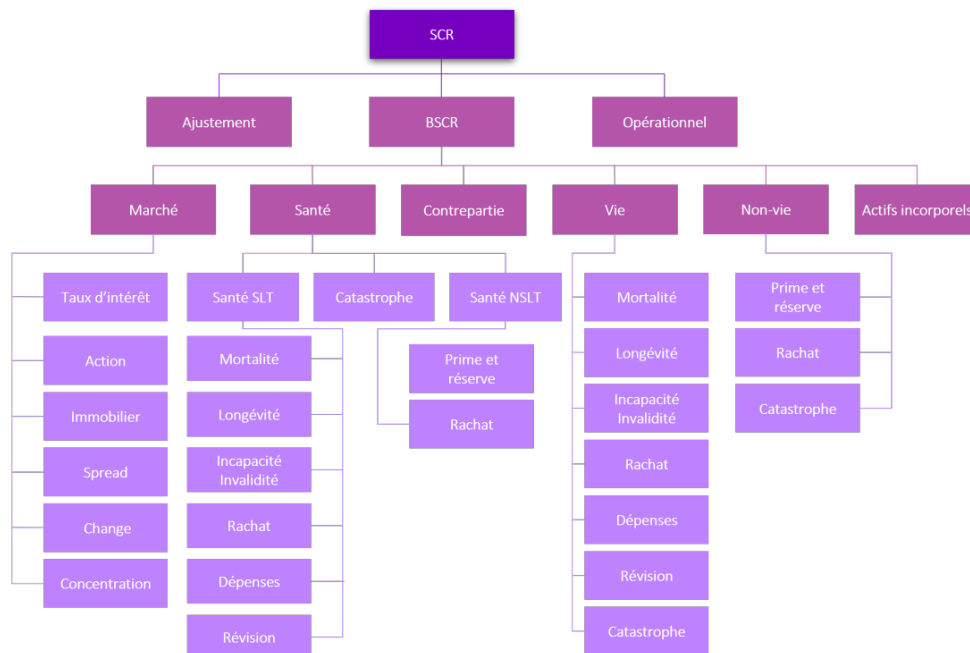 SCR
Ajustement
BSCR
Opérationnel
Marché
Santé
Contrepartie
Vie
Non-vie
Actifs incorporels
Taux d'intérêt
Action
Immobilier
Spread
Change
Concentration
Santé SLT
Catastrophe
Santé NSLT
Mortalité
Longévité
Incapacité
Invalidité
Rachat
Dépenses
Révision
Prime et
réserve
Rachat
Mortalité
Longévité
Incapacité
Invalidité
Rachat
Dépenses
Révision
Catastrophe
Prime et
réserve
Rachat
Catastrophe